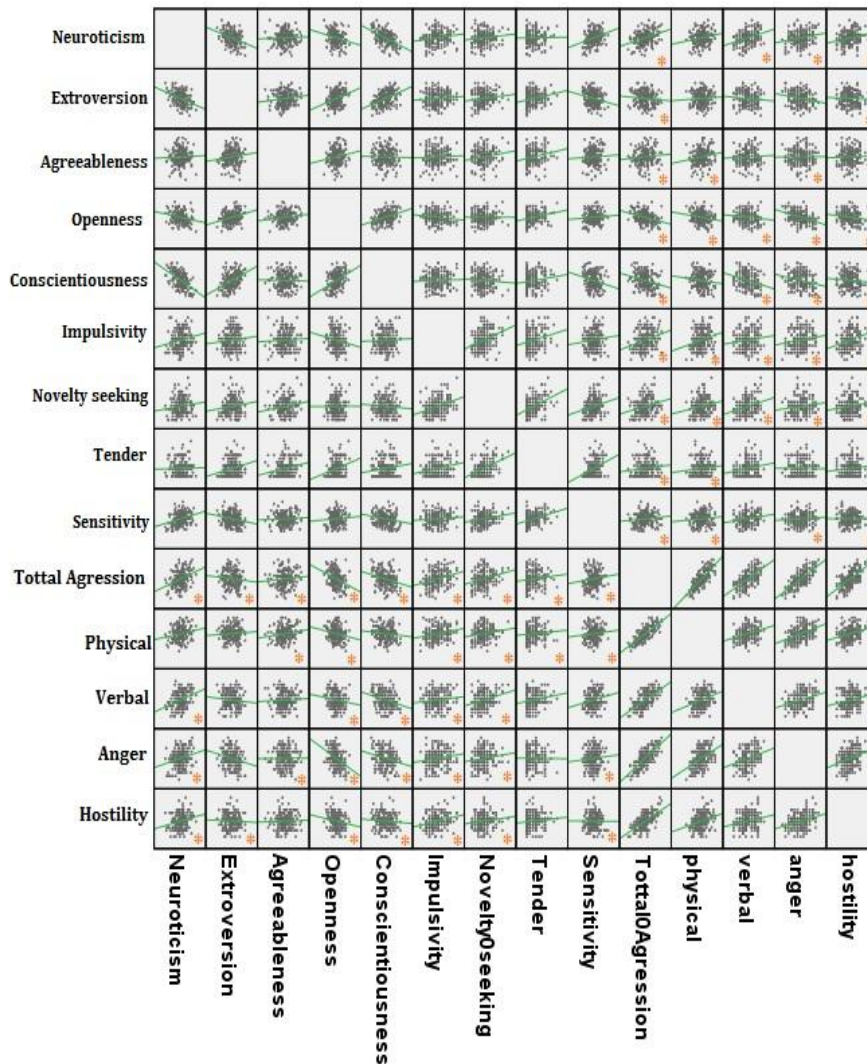 Neuroticism
Extroversion
Agreeableness
Openness
Conscientiousness
Impulsivity
Novelty seeking
Tender
Sensitivity
Tottal Agression
Physical
Verbal
Anger
Hostility
Neuroticism
Extroversion
Agreeableness
Openness
Conscientiousness
Impulsivity
Novelty0seeking
Tender
Sensitivity
Tottal0Agression
physical
verbal
anger
hostility